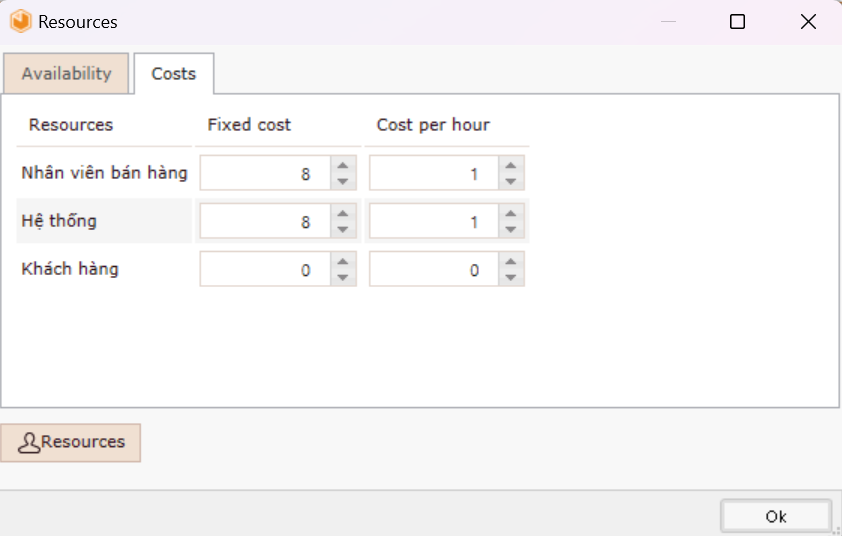 Resources
Availability Costs
Resources Fixed cost Cost per hour
Nhân viên bán hàng 8 1
Hệ thống 8 1
Khách hàng 0 0
Resources
Ok